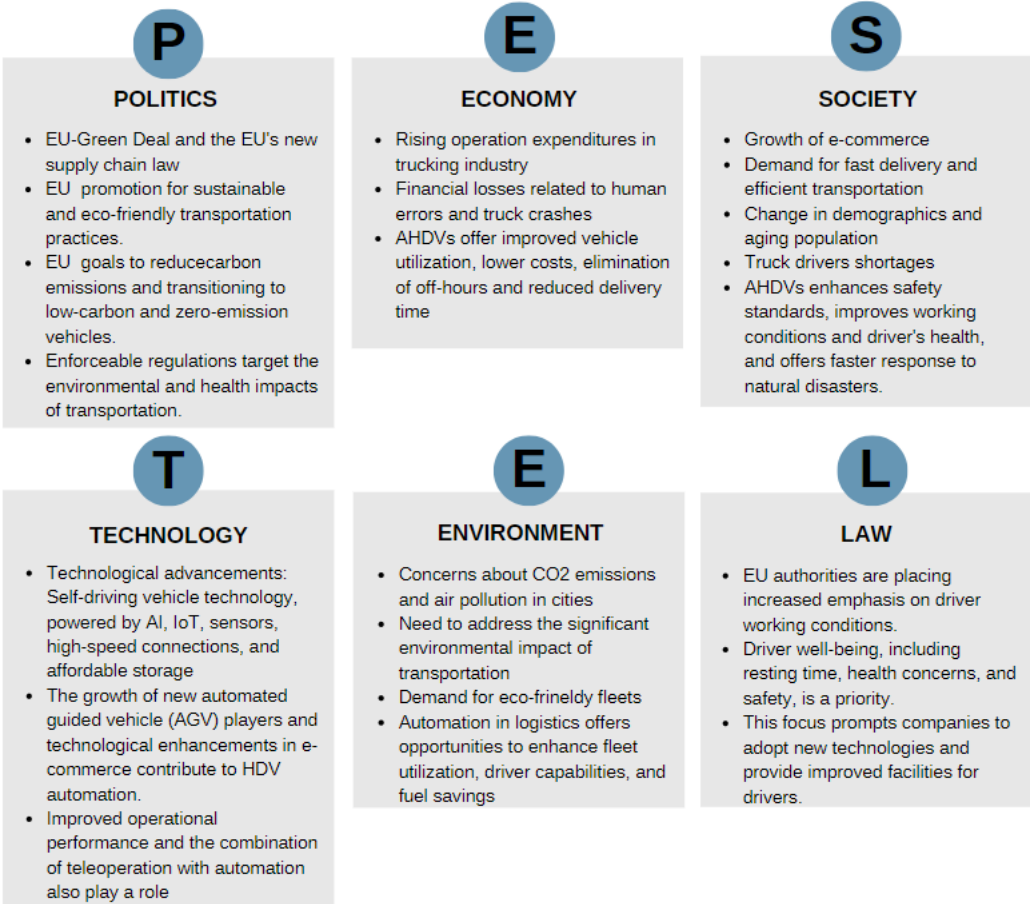 P
POLITICS
• EU-Green Deal and the EU's new
supply chain law
• EU promotion for sustainable
and eco-friendly transportation
practices.
• EU goals to reducecarbon
emissions and transitioning to
low-carbon and zero-emission
vehicles.
• Enforceable regulations target the
environmental and health impacts
of transportation.
E
ECONOMY
• Rising operation expenditures in
trucking industry
• Financial losses related to human
errors and truck crashes
• AHDVs offer improved vehicle
utilization, lower costs, elimination
of off-hours and reduced delivery
time
S
SOCIETY
• Growth of e-commerce
• Demand for fast delivery and
efficient transportation
• Change in demographics and
aging population
• Truck drivers shortages
• AHDVs enhances safety
standards, improves working
conditions and driver's health,
and offers faster response to
natural disasters.
T
TECHNOLOGY
• Technological advancements:
Self-driving vehicle technology,
powered by AI, IoT, sensors,
high-speed connections, and
affordable storage
• The growth of new automated
guided vehicle (AGV) players and
technological enhancements in e-
commerce contribute to HDV
automation.
• Improved operational
performance and the combination
of teleoperation with automation
also play a role
E
ENVIRONMENT
• Concerns about CO2 emissions
and air pollution in cities
• Need to address the significant
environmental impact of
transportation
• Demand for eco-frineldy fleets
• Automation in logistics offers
opportunities to enhance fleet
utilization, driver capabilities, and
fuel savings
L
LAW
• EU authorities are placing
increased emphasis on driver
working conditions.
• Driver well-being, including
resting time, health concerns, and
safety, is a priority.
• This focus prompts companies to
adopt new technologies and
provide improved facilities for
drivers.